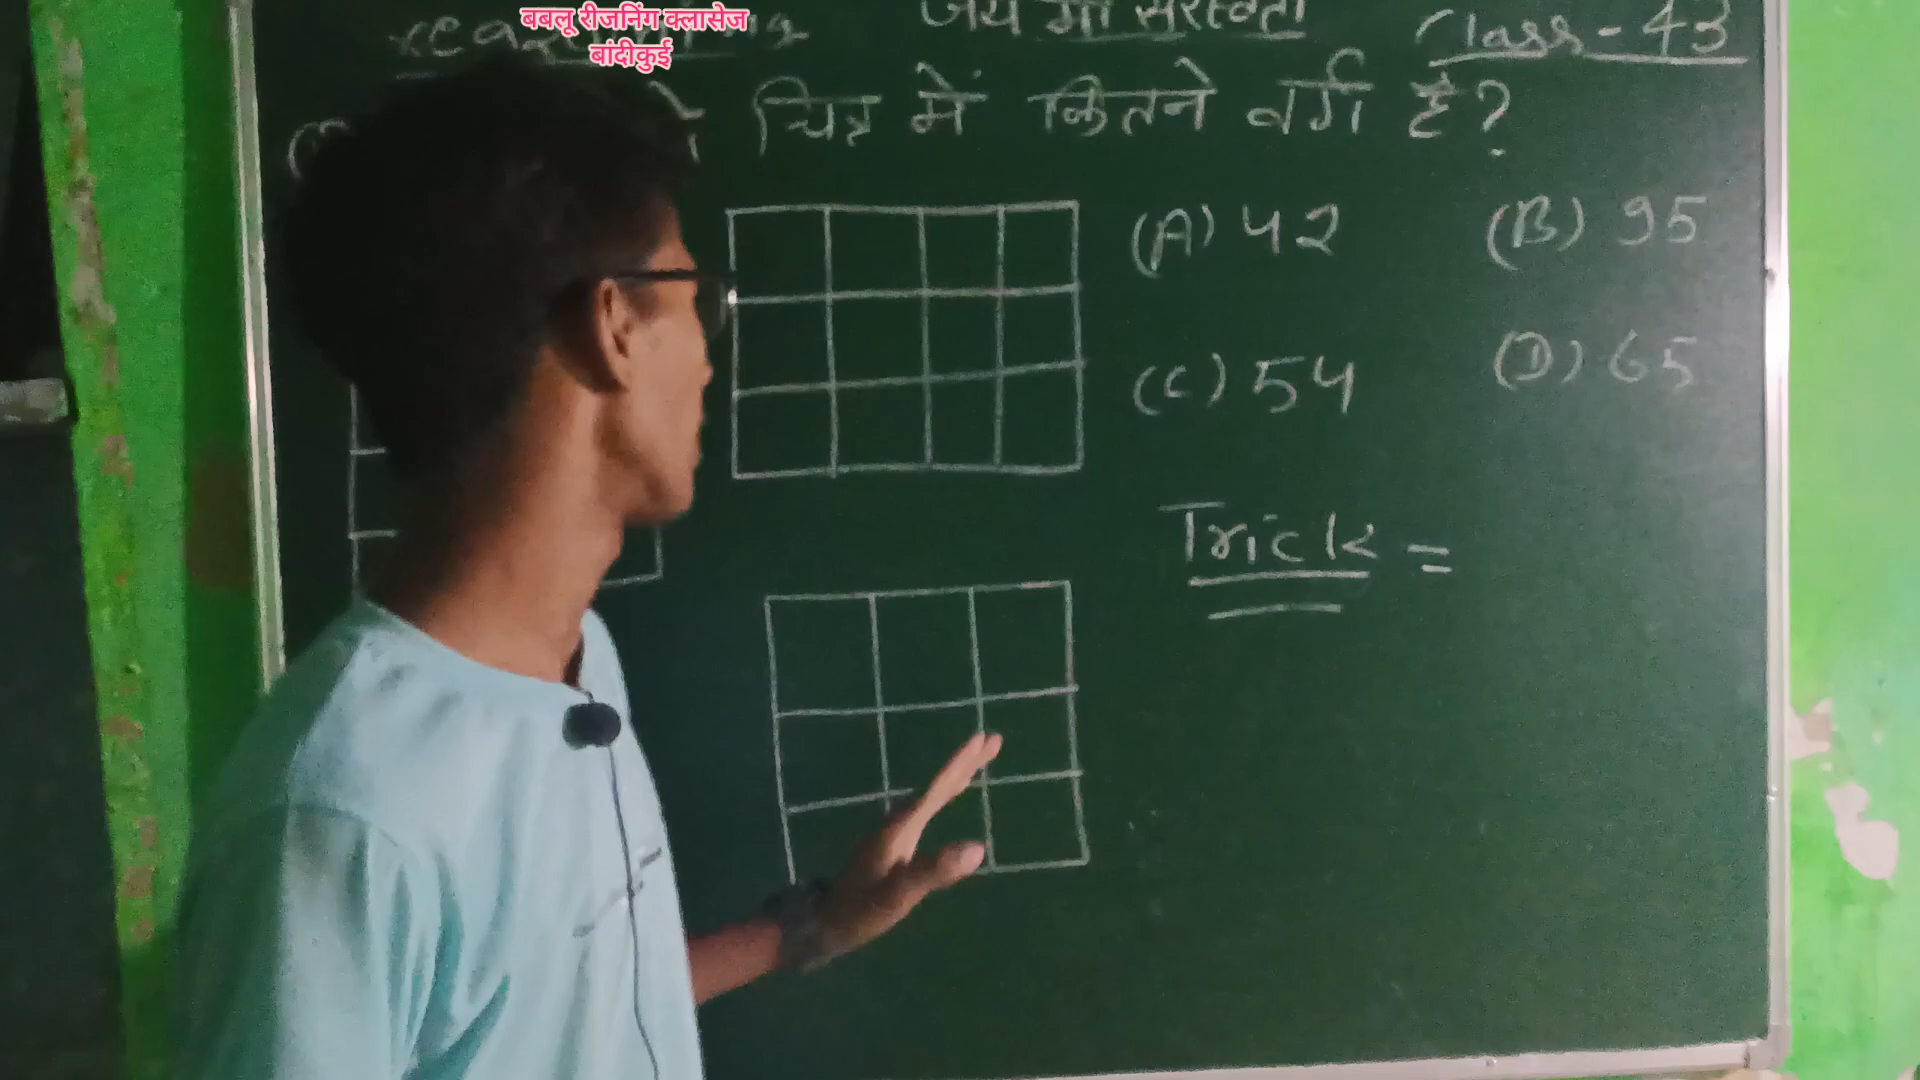 बबलू रीजनिंग क्लासेज
बांदीकुई
जय माँ सरस्वती
Class - 43
चित्र में कितने वर्ग है?
(A) 42
(B) 95
(C) 54
(D) 65
Trick =